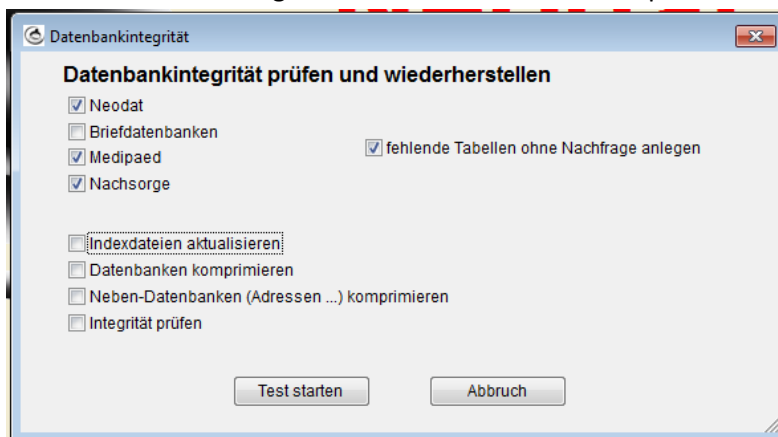 Datenbankintegrität
Datenbankintegrität prüfen und wiederherstellen
Neodat
Briefdatenbanken
fehlende Tabellen ohne Nachfrage anlegen
Medipaed
Nachsorge
Indexdateien aktualisieren
Datenbanken komprimieren
Neben-Datenbanken (Adressen ...) komprimieren
Integrität prüfen
Test starten
Abbruch